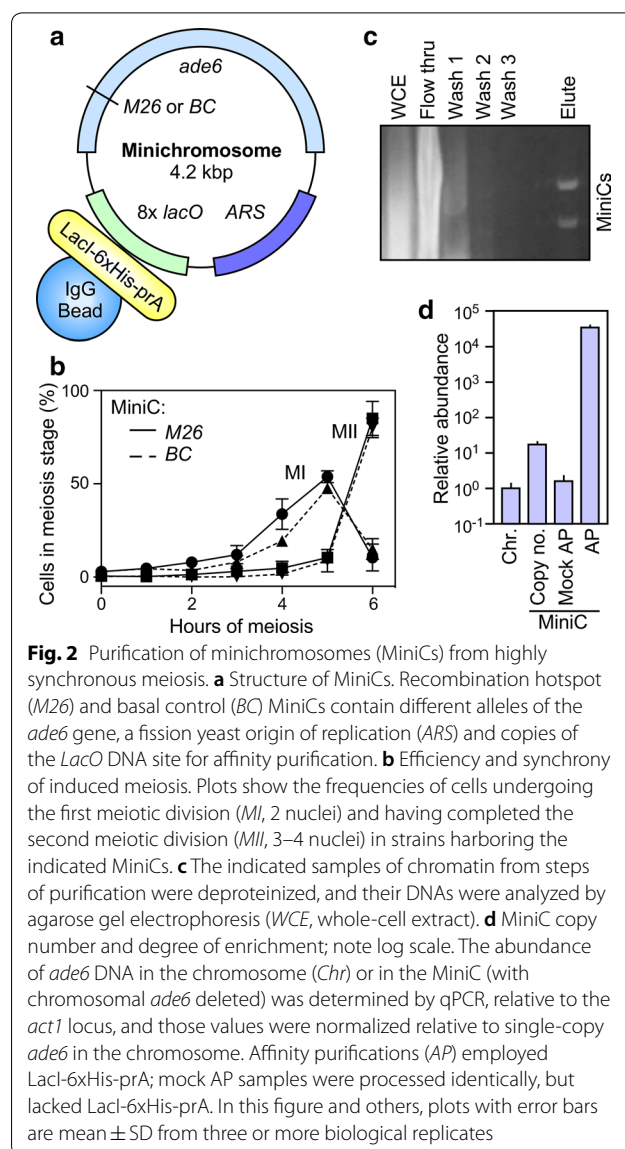 a
ade6
M26 or BC
Minichromosome
4.2 kbp
8x lacO ARS
LacI-6xHis-prA
IgG
Bead
b
Cells in meiosis stage (%)
100
50
0
MiniC:
M26
BC
MI
MII
0 2 4 6
Hours of meiosis
c
WCE
Flow thru
Wash 1
Wash 2
Wash 3
Elute
MiniCs
d
Relative abundance
10^5
10^4
10^3
10^2
10^1
10^0
10^-1
Chr.
Copy no.
Mock AP
AP
MiniC
Fig. 2 Purification of minichromosomes (MiniCs) from highly
synchronous meiosis. a Structure of MiniCs. Recombination hotspot
(M26) and basal control (BC) MiniCs contain different alleles of the
ade6 gene, a fission yeast origin of replication (ARS) and copies of
the LacO DNA site for affinity purification. b Efficiency and synchrony
of induced meiosis. Plots show the frequencies of cells undergoing
the first meiotic division (MI, 2 nuclei) and having completed the
second meiotic division (MII, 3–4 nuclei) in strains harboring the
indicated MiniCs. c The indicated samples of chromatin from steps
of purification were deproteinized, and their DNAs were analyzed by
agarose gel electrophoresis (WCE, whole-cell extract). d MiniC copy
number and degree of enrichment; note log scale. The abundance
of ade6 DNA in the chromosome (Chr) or in the MiniC (with
chromosomal ade6 deleted) was determined by qPCR, relative to the
act1 locus, and those values were normalized relative to single-copy
ade6 in the chromosome. Affinity purifications (AP) employed
LacI-6xHis-prA; mock AP samples were processed identically, but
lacked LacI-6xHis-prA. In this figure and others, plots with error bars
are mean ± SD from three or more biological replicates